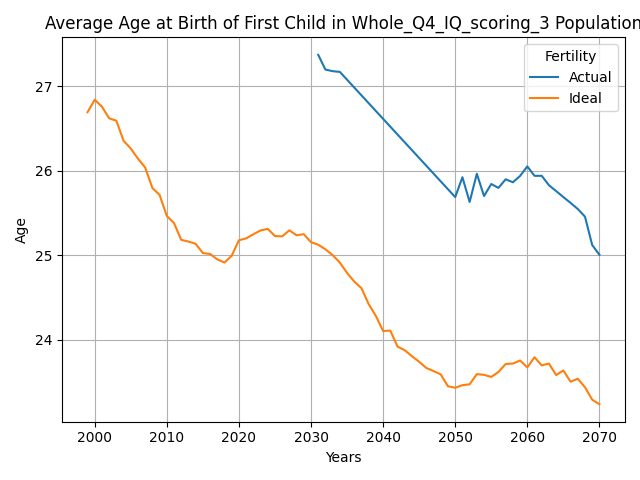 Average Age at Birth of First Child in Whole_Q4_IQ_scoring_3 Population
Fertility
Actual
Ideal
27
26
25
24
Age
2000
2010
2020
2030
2040
2050
2060
2070
Years